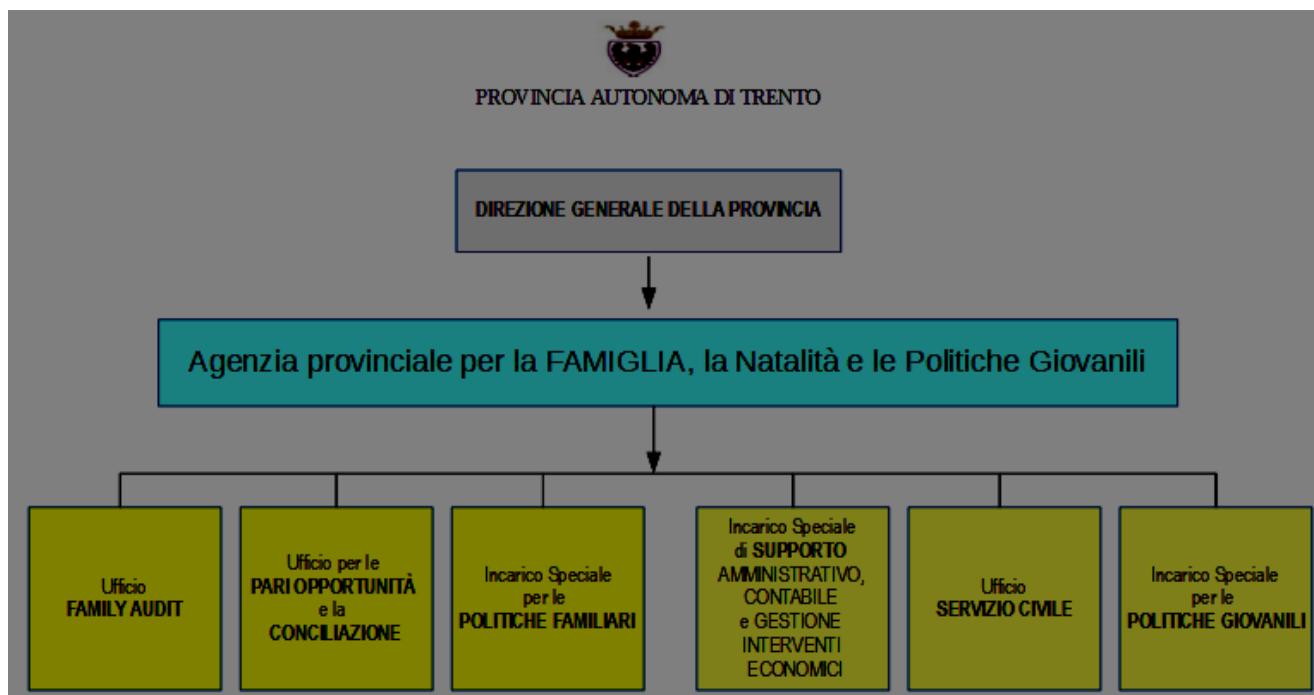 PROVINCIA AUTONOMA DI TRENTO
DIREZIONE GENERALE DELLA PROVINCIA
Agenzia provinciale per la FAMIGLIA, la Natalità e le Politiche Giovanili
Ufficio
FAMILY AUDIT
Ufficio per le
PARI OPPORTUNITÀ
e la
CONCILIAZIONE
Incarico Speciale
per le
POLITICHE FAMILIARI
Incarico Speciale
di SUPPORTO
AMMINISTRATIVO,
CONTABILE
e GESTIONE
INTERVENTI
ECONOMICI
Ufficio
SERVIZIO CIVILE
Incarico Speciale
per le
POLITICHE GIOVANILI